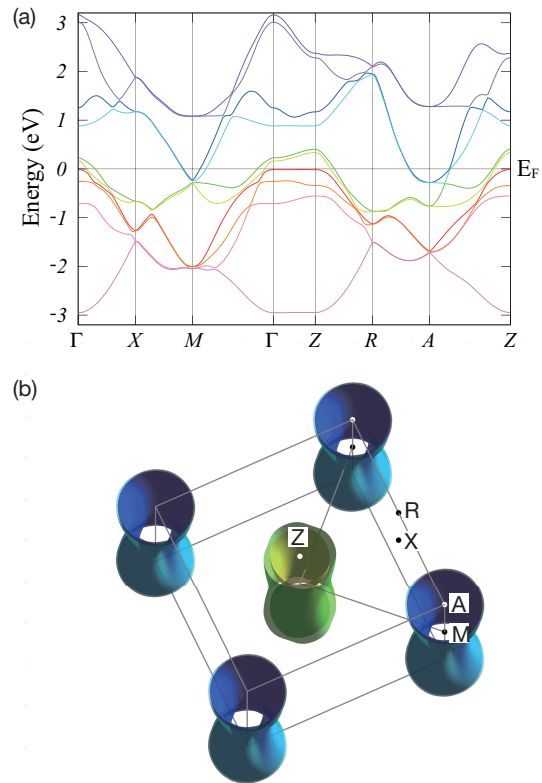 (a)
Energy (eV)
3
2
1
0
-1
-2
-3
E_F
Γ X M Γ Z R A Z
(b)
Z
R
X
A
M